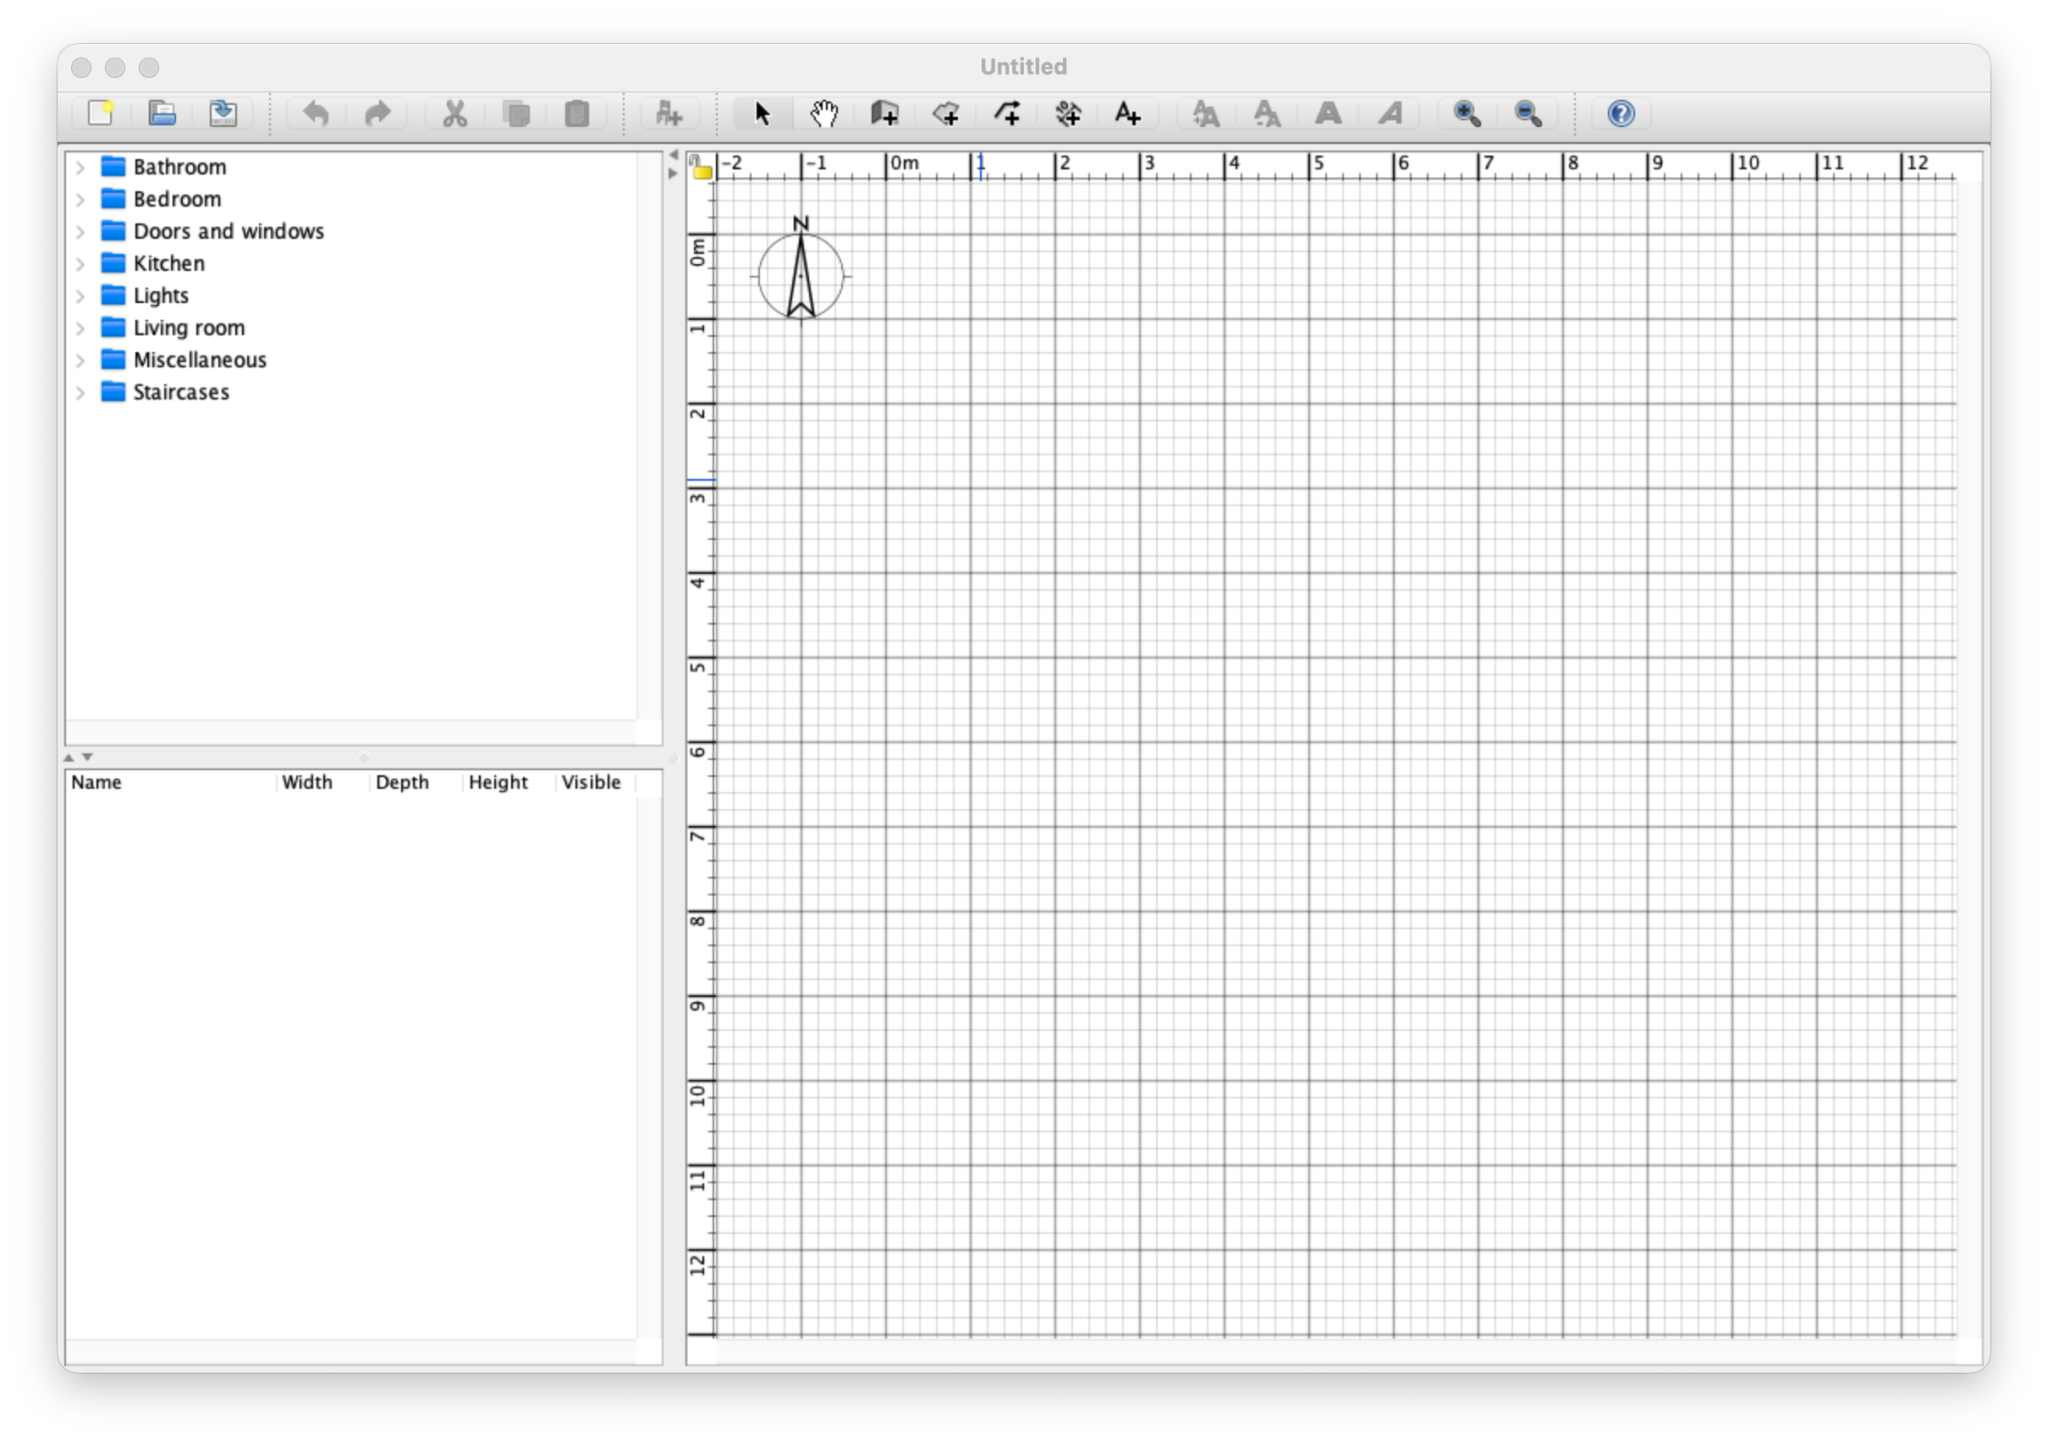 Untitled
Bathroom
Bedroom
Doors and windows
Kitchen
Lights
Living room
Miscellaneous
Staircases
Name Width Depth Height Visible
-2 -1 0m 1 2 3 4 5 6 7 8 9 10 11 12
N
0m
1
2
3
4
5
6
7
8
9
10
11
12